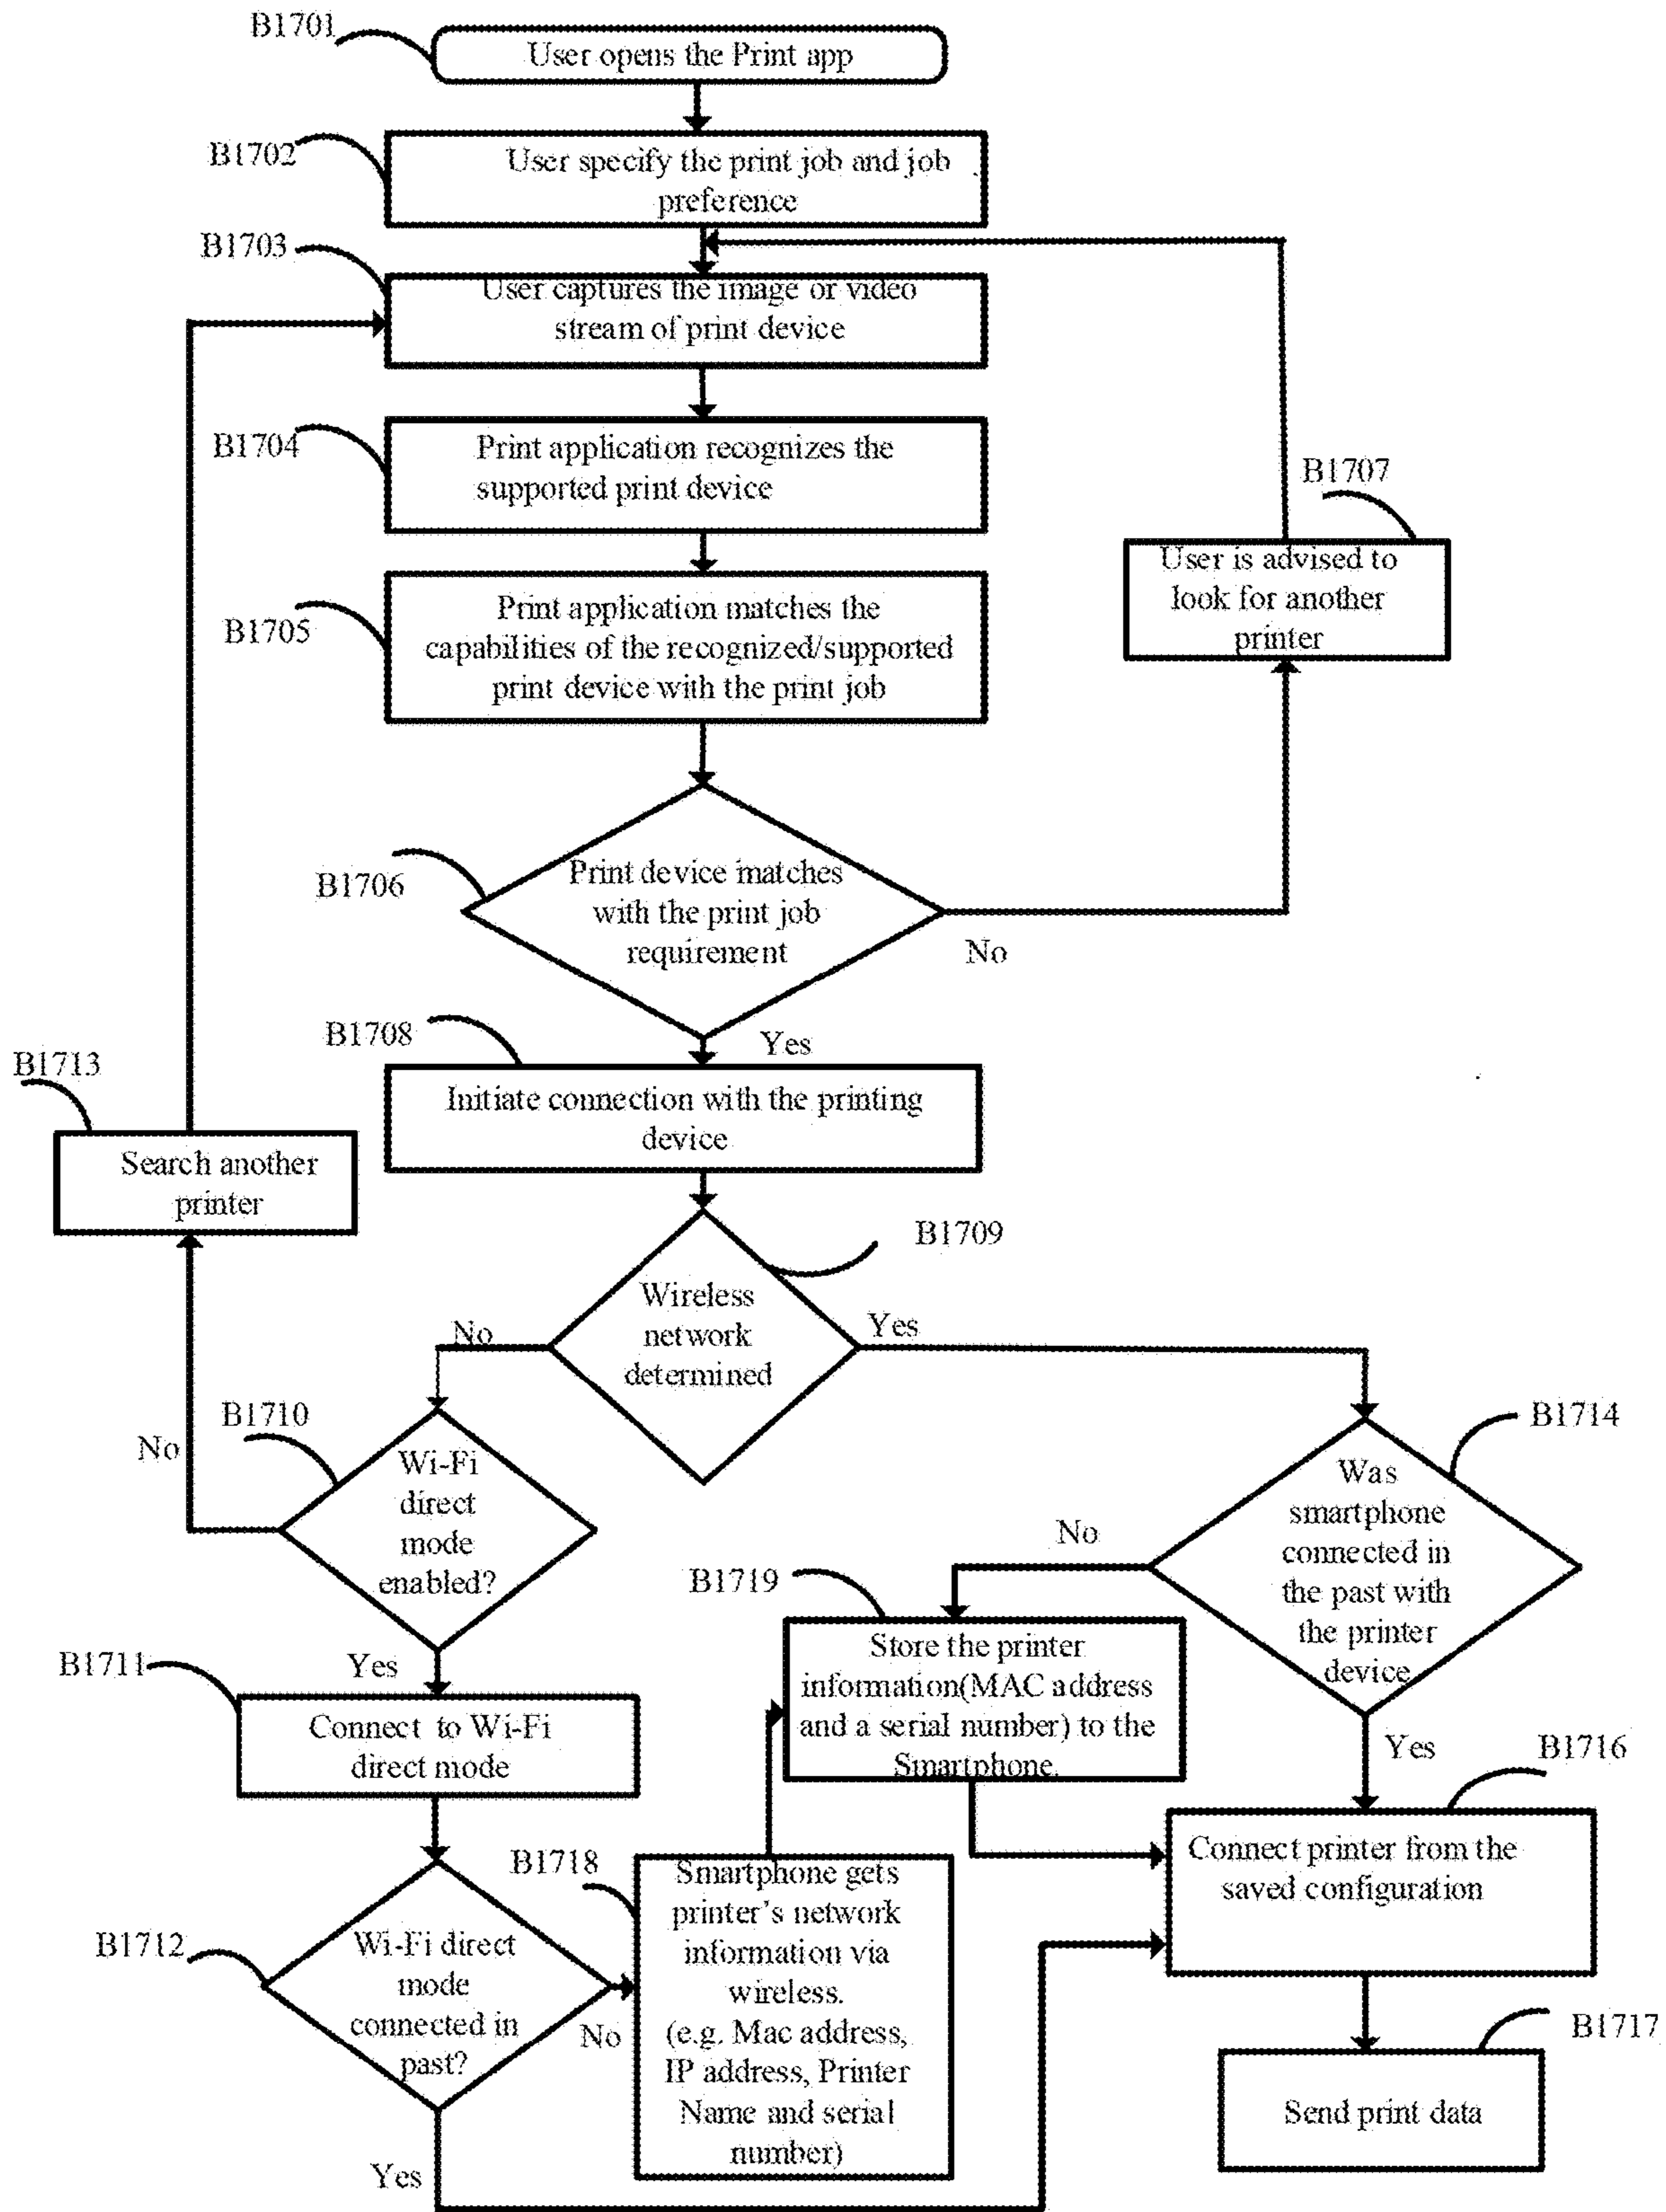 B1701
User opens the Print app
B1702
User specify the print job and job
preference
B1703
User captures the image or video
stream of print device
B1704
Print application recognizes the
supported print device
B1707
User is advised to
look for another
printer
B1705
Print application matches the
capabilities of the recognized/supported
print device with the print job
B1706
Print device matches
with the print job
requirement
No
Yes
B1708
Initiate connection with the printing
device
B1713
Search another
printer
B1709
Wireless
network
determined
No
Yes
B1710
No
Wi-Fi
direct
mode
enabled?
Yes
B1714
Was
smartphone
connected in
the past with
the printer
device
No
Yes
B1719
Store the printer
information(MAC address
and a serial number) to the
Smartphone.
B1711
Connect to Wi-Fi
direct mode
B1716
Connect printer from the
saved configuration
B1718
Smartphone gets
printer's network
information via
wireless.
(e.g. Mac address,
IP address, Printer
Name and serial
number)
B1712
Wi-Fi direct
mode
connected in
past?
No
Yes
B1717
Send print data